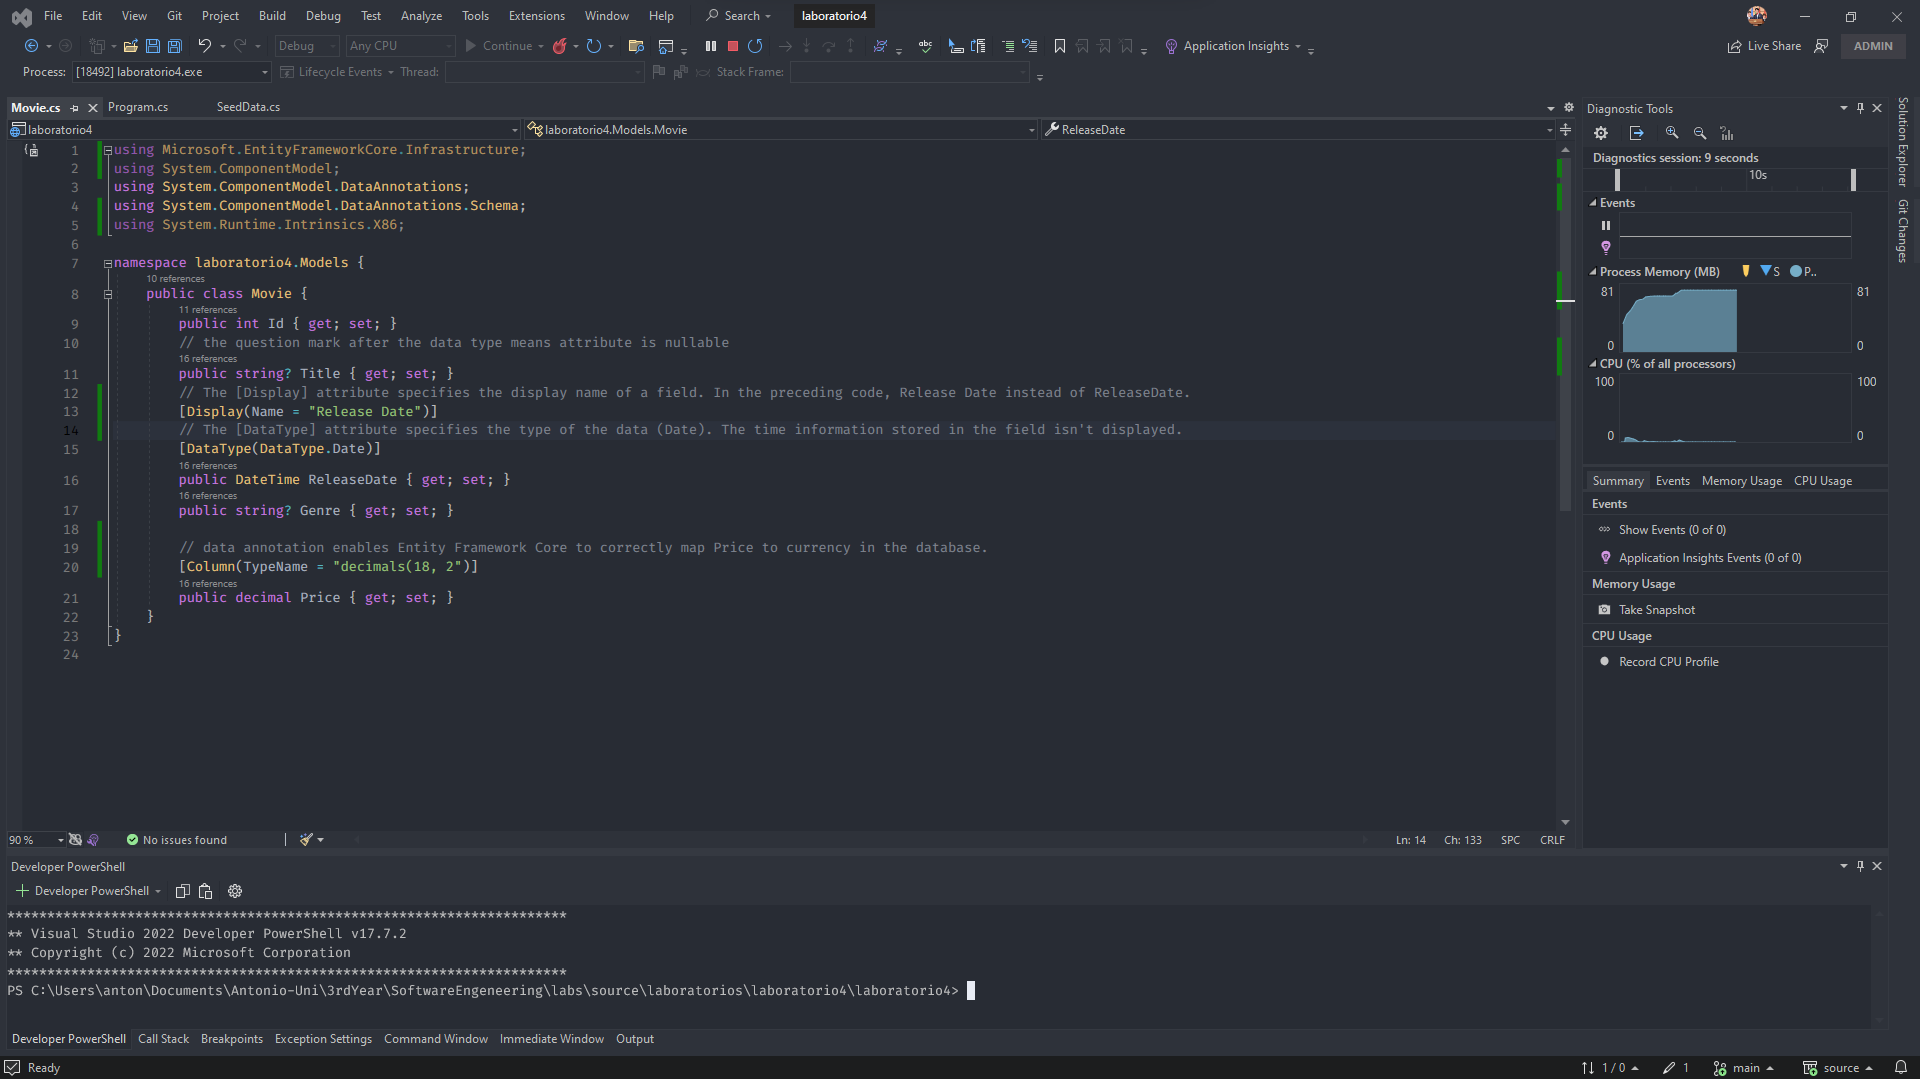 File Edit View Git Project Build Debug Test Analyze Tools Extensions Window Help Search laboratorio4
Debug Any CPU Continue Application Insights Live Share ADMIN
Process: [18492] laboratorio4.exe Lifecycle Events Thread: Stack Frame:
Movie.cs Program.cs SeedData.cs
laboratorio4 laboratorio4.Models.Movie ReleaseDate
1 using Microsoft.EntityFrameworkCore.Infrastructure;
2 using System.ComponentModel;
3 using System.ComponentModel.DataAnnotations;
4 using System.ComponentModel.DataAnnotations.Schema;
5 using System.Runtime.Intrinsics.X86;
6
7 namespace laboratorio4.Models {
10 references
8 public class Movie {
11 references
9 public int Id { get; set; }
10 // the question mark after the data type means attribute is nullable
16 references
11 public string? Title { get; set; }
12 // The [Display] attribute specifies the display name of a field. In the preceding code, Release Date instead of ReleaseDate.
13 [Display(Name = "Release Date")]
14 // The [DataType] attribute specifies the type of the data (Date). The time information stored in the field isn't displayed.
15 [DataType(DataType.Date)]
16 references
16 public DateTime ReleaseDate { get; set; }
16 references
17 public string? Genre { get; set; }
18
19 // data annotation enables Entity Framework Core to correctly map Price to currency in the database.
20 [Column(TypeName = "decimals(18, 2")]
16 references
21 public decimal Price { get; set; }
22 }
23 }
24
90 % No issues found Ln: 14 Ch: 133 SPC CRLF
Diagnostic Tools
Diagnostics session: 9 seconds
10s
Events
Process Memory (MB) S P..
81 81
0 0
CPU (% of all processors)
100 100
0 0
Summary Events Memory Usage CPU Usage
Events
Show Events (0 of 0)
Application Insights Events (0 of 0)
Memory Usage
Take Snapshot
CPU Usage
Record CPU Profile
Solution Explorer
Git Changes
Developer PowerShell
Developer PowerShell
**********************************************************************
** Visual Studio 2022 Developer PowerShell v17.7.2
** Copyright (c) 2022 Microsoft Corporation
**********************************************************************
PS C:\Users\anton\Documents\Antonio-Uni\3rdYear\SoftwareEngeneering\labs\source\laboratorios\laboratorio4\laboratorio4>
Developer PowerShell Call Stack Breakpoints Exception Settings Command Window Immediate Window Output
Ready 1 / 0 1 main source